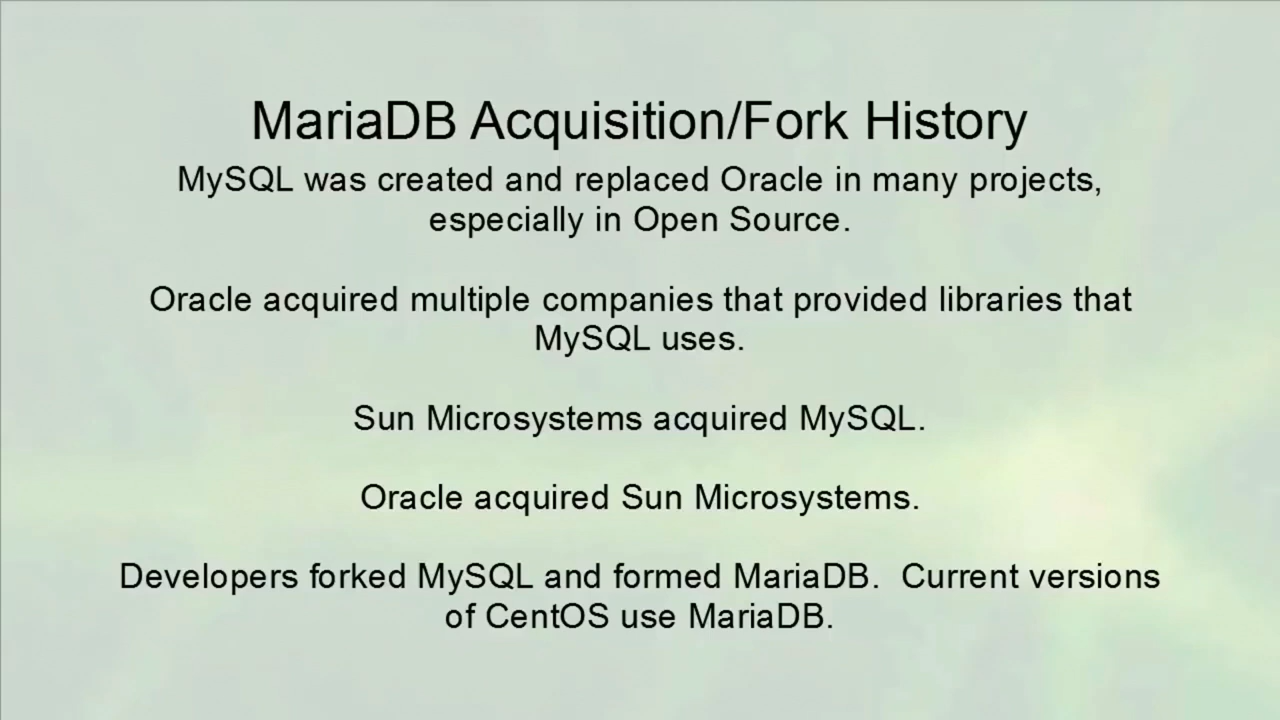 MariaDB Acquisition/Fork History
MySQL was created and replaced Oracle in many projects,
especially in Open Source.
Oracle acquired multiple companies that provided libraries that
MySQL uses.
Sun Microsystems acquired MySQL.
Oracle acquired Sun Microsystems.
Developers forked MySQL and formed MariaDB.  Current versions
of CentOS use MariaDB.